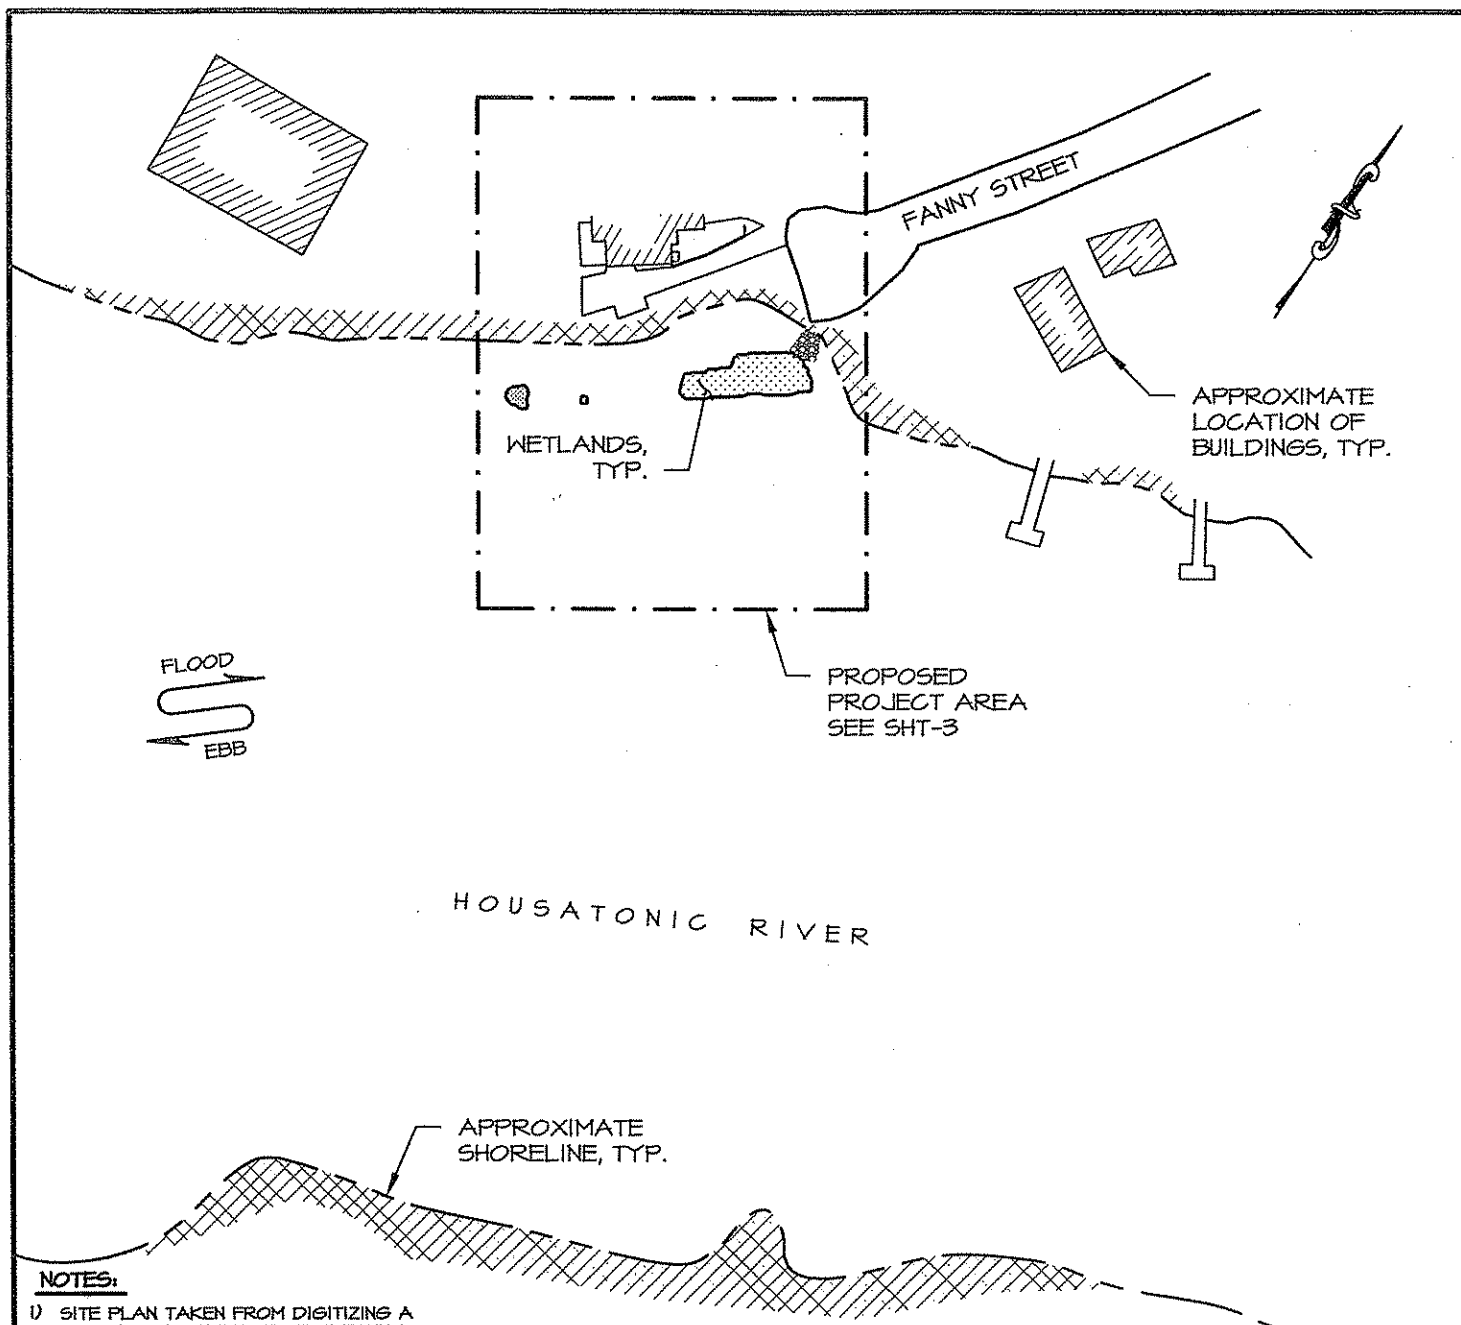 FANNY STREET
APPROXIMATE
LOCATION OF
BUILDINGS, TYP.
WETLANDS,
TYP.
PROPOSED
PROJECT AREA
SEE SHT-3
FLOOD
EBB
HOUSATONIC RIVER
APPROXIMATE
SHORELINE, TYP.
NOTES:
1) SITE PLAN TAKEN FROM DIGITIZING A